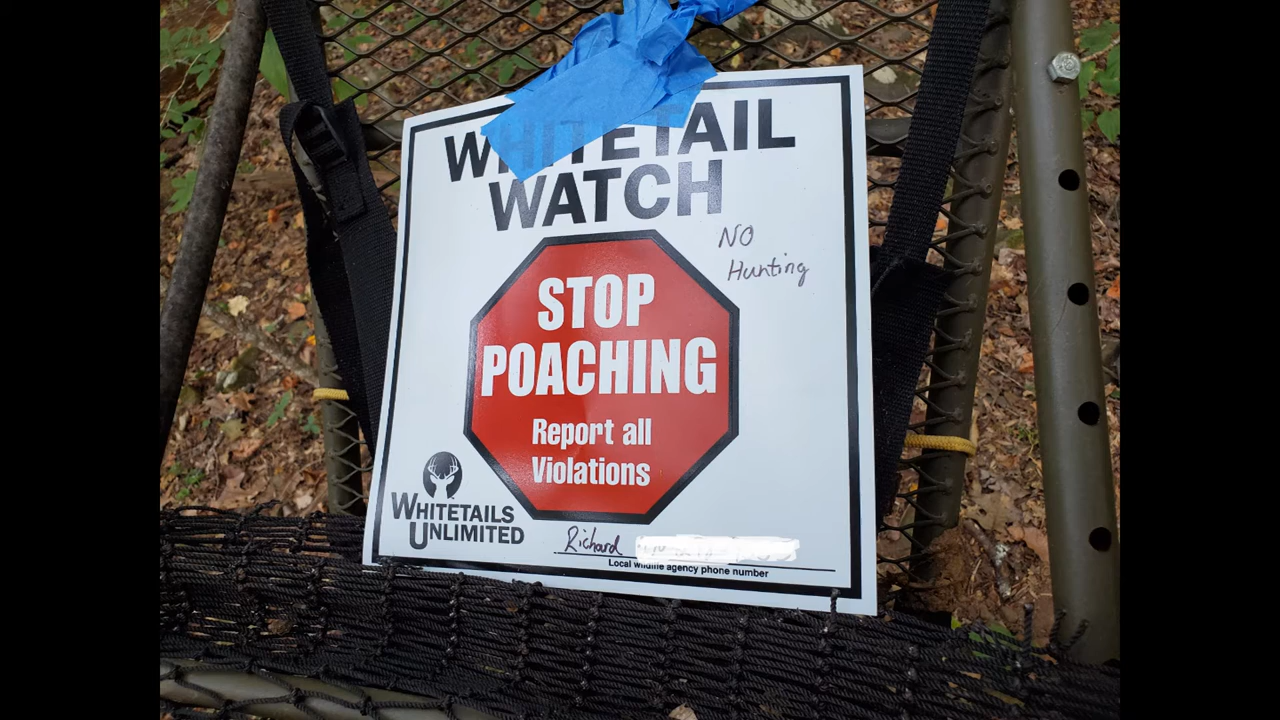 WHITETAIL
WATCH
NO
Hunting
STOP
POACHING
Report all
Violations
WHITETAILS
UNLIMITED
Richard
Local wildlife agency phone number